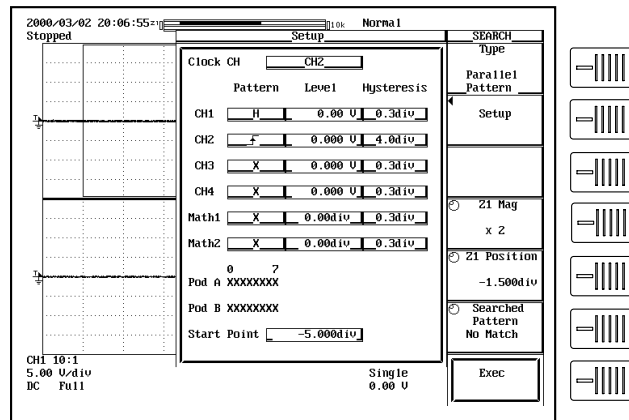 2000/03/02 20:06:55 Z1 10k Normal
Stopped Setup SEARCH
Type
Parallel
Pattern
Setup
Clock CH CH2
Pattern Level Hysteresis
CH1 H 0.00 V 0.3div
CH2 0.000 V 4.0div
CH3 X 0.000 V 0.3div
CH4 X 0.000 V 0.3div
Math1 X 0.00div 0.3div
Math2 X 0.00div 0.3div
0 7
Pod A XXXXXXXX
Pod B XXXXXXXX
Start Point -5.000div
Z1 Mag
x 2
Z1 Position
-1.500div
Searched
Pattern
No Match
Exec
CH1 10:1
5.00 V/div
DC Full
Single
0.00 V